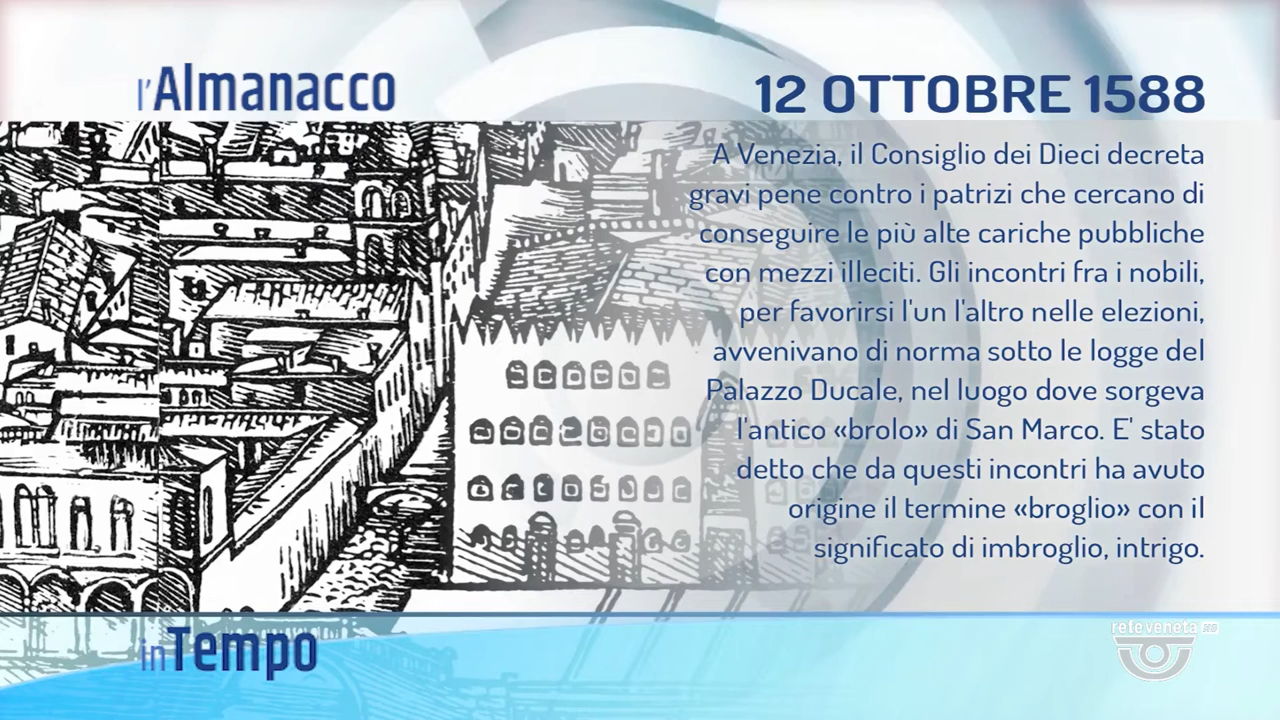 l'Almanacco
12 OTTOBRE 1588
A Venezia, il Consiglio dei Dieci decreta
gravi pene contro i patrizi che cercano di
conseguire le più alte cariche pubbliche
con mezzi illeciti. Gli incontri fra i nobili,
per favorirsi l'un l'altro nelle elezioni,
avvenivano di norma sotto le logge del
Palazzo Ducale, nel luogo dove sorgeva
l'antico «brolo» di San Marco. E' stato
detto che da questi incontri ha avuto
origine il termine «broglio» con il
significato di imbroglio, intrigo.
inTempo
reteveneta HD